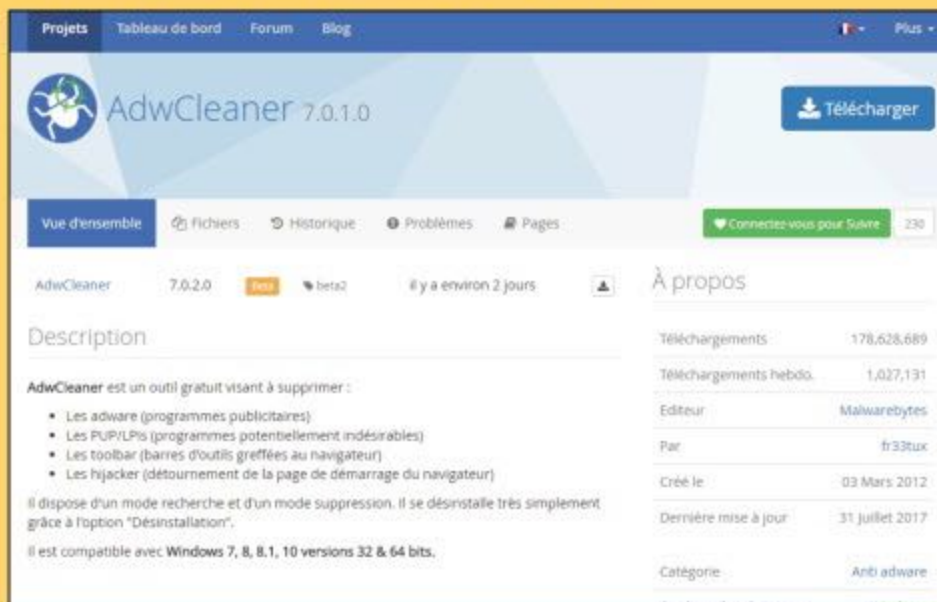 Projets Tableau de bord Forum Blog Plus
AdwCleaner 7.0.1.0
Télécharger
Vue d'ensemble Fichiers Historique Problèmes Pages
Connectez-vous pour Suivre 230
AdwCleaner 7.0.2.0 Beta beta2 il y a environ 2 jours
Description
AdwCleaner est un outil gratuit visant à supprimer :
Les adware (programmes publicitaires)
Les PUP/LPIs (programmes potentiellement indésirables)
Les toolbar (barres d'outils greffées au navigateur)
Les hijacker (détournement de la page de démarrage du navigateur)
Il dispose d'un mode recherche et d'un mode suppression. Il se désinstalle très simplement
grâce à l'option "Désinstallation".
Il est compatible avec Windows 7, 8, 8.1, 10 versions 32 & 64 bits.
À propos
Téléchargements 178,628,689
Téléchargements hebdo. 1,027,131
Editeur Malwarebytes
Par fr33tux
Créé le 03 Mars 2012
Dernière mise à jour 31 Juillet 2017
Catégorie Anti adware